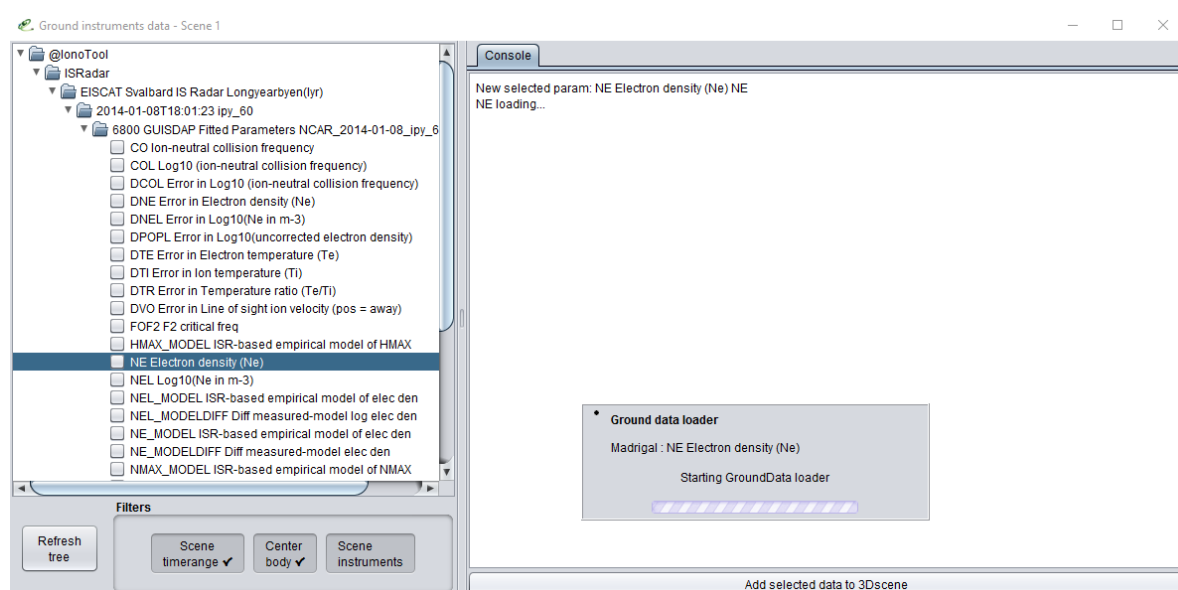 Ground instruments data - Scene 1
@IonoTool
ISRadar
EISCAT Svalbard IS Radar Longyearbyen(lyr)
2014-01-08T18:01:23 ipy_60
6800 GUISDAP Fitted Parameters NCAR_2014-01-08_ipy_6
CO Ion-neutral collision frequency
COL Log10 (ion-neutral collision frequency)
DCOL Error in Log10 (ion-neutral collision frequency)
DNE Error in Electron density (Ne)
DNEL Error in Log10(Ne in m-3)
DPOPL Error in Log10(uncorrected electron density)
DTE Error in Electron temperature (Te)
DTI Error in Ion temperature (Ti)
DTR Error in Temperature ratio (Te/Ti)
DVO Error in Line of sight ion velocity (pos = away)
FOF2 F2 critical freq
HMAX_MODEL ISR-based empirical model of HMAX
NE Electron density (Ne)
NEL Log10(Ne in m-3)
NEL_MODEL ISR-based empirical model of elec den
NEL_MODELDIFF Diff measured-model log elec den
NE_MODEL ISR-based empirical model of elec den
NE_MODELDIFF Diff measured-model elec den
NMAX_MODEL ISR-based empirical model of NMAX
Filters
Refresh
tree
Scene
timerange ✔
Center
body ✔
Scene
instruments
Console
New selected param: NE Electron density (Ne) NE
NE loading...
Ground data loader
Madrigal : NE Electron density (Ne)
Starting GroundData loader
Add selected data to 3Dscene